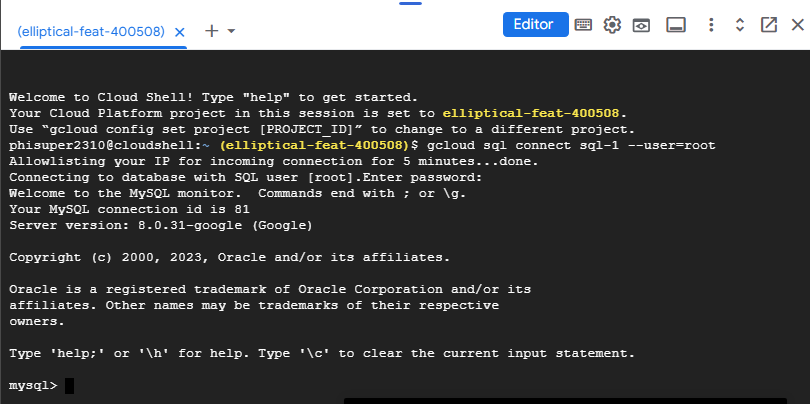 (elliptical-feat-400508)
Editor
Welcome to Cloud Shell! Type "help" to get started.
Your Cloud Platform project in this session is set to elliptical-feat-400508.
Use “gcloud config set project [PROJECT_ID]” to change to a different project.
phisuper2310@cloudshell:~ (elliptical-feat-400508)$ gcloud sql connect sql-1 --user=root
Allowlisting your IP for incoming connection for 5 minutes...done.
Connecting to database with SQL user [root].Enter password:
Welcome to the MySQL monitor.  Commands end with ; or \g.
Your MySQL connection id is 81
Server version: 8.0.31-google (Google)
Copyright (c) 2000, 2023, Oracle and/or its affiliates.
Oracle is a registered trademark of Oracle Corporation and/or its
affiliates. Other names may be trademarks of their respective
owners.
Type 'help;' or '\h' for help. Type '\c' to clear the current input statement.
mysql>